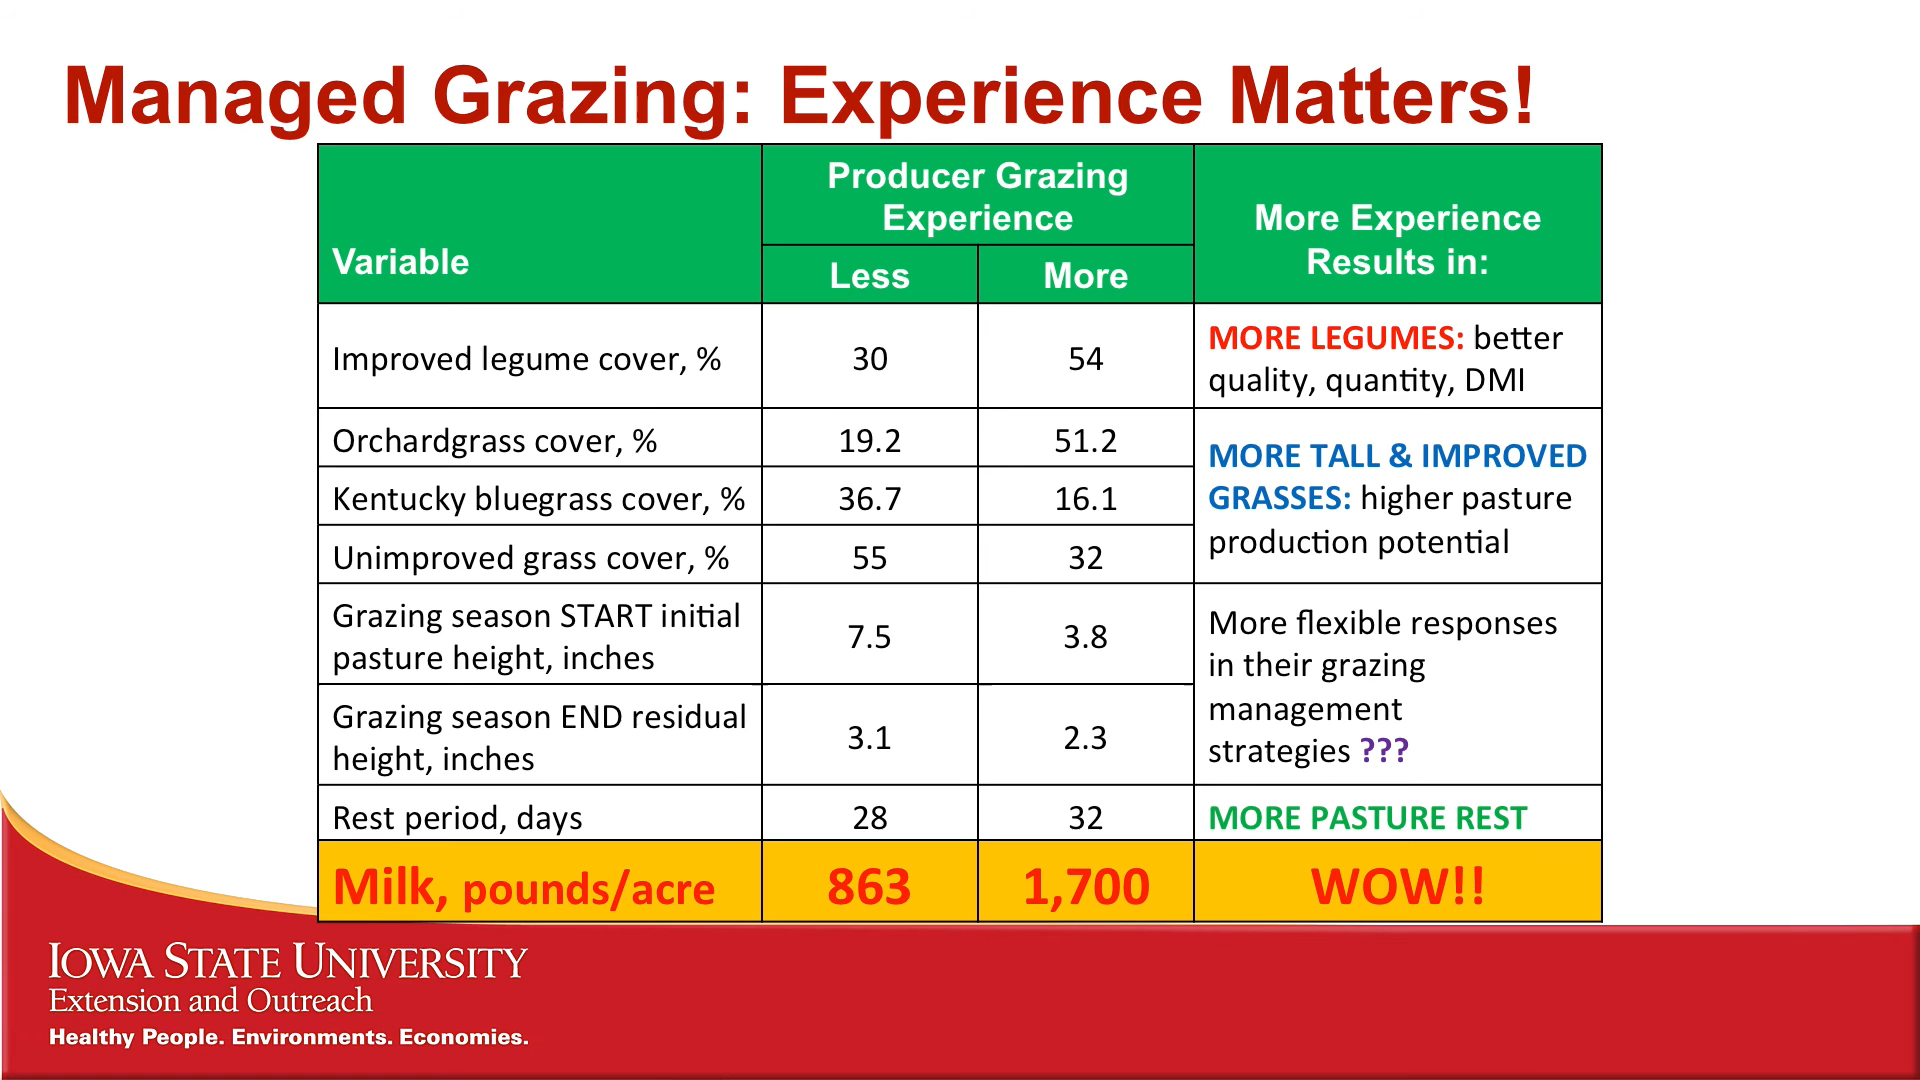 Managed Grazing: Experience Matters!
Variable
Producer Grazing
Experience
Less
More
More Experience
Results in:
Improved legume cover, %
30
54
MORE LEGUMES: better
quality, quantity, DMI
Orchardgrass cover, %
19.2
51.2
MORE TALL & IMPROVED
GRASSES: higher pasture
production potential
Kentucky bluegrass cover, %
36.7
16.1
Unimproved grass cover, %
55
32
Grazing season START initial
pasture height, inches
7.5
3.8
More flexible responses
in their grazing
management
strategies ???
Grazing season END residual
height, inches
3.1
2.3
Rest period, days
28
32
MORE PASTURE REST
Milk, pounds/acre
863
1,700
WOW!!
IOWA STATE UNIVERSITY
Extension and Outreach
Healthy People. Environments. Economies.